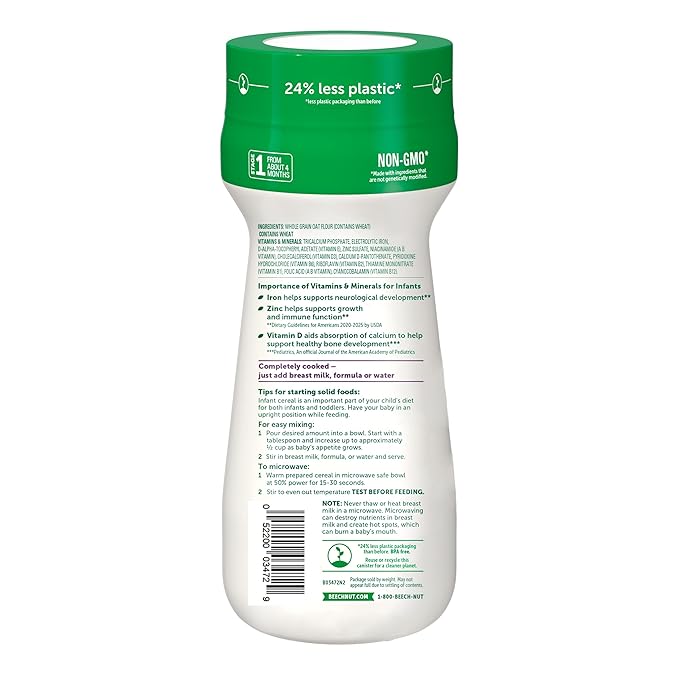 24% less plastic*
*less plastic packaging than before
STAGE 1 FROM ABOUT 4 MONTHS
NON-GMO*
*Made with ingredients that
are not genetically modified.
INGREDIENTS: WHOLE GRAIN OAT FLOUR (CONTAINS WHEAT)
CONTAINS WHEAT
VITAMINS & MINERALS: TRICALCIUM PHOSPHATE, ELECTROLYTIC IRON,
D-ALPHA-TOCOPHERYL ACETATE (VITAMIN E), ZINC SULFATE, NIACINAMIDE (A B
VITAMIN), CHOLECALCIFEROL (VITAMIN D3), CALCIUM D-PANTOTHENATE, PYRIDOXINE
HYDROCHLORIDE (VITAMIN B6), RIBOFLAVIN (VITAMIN B2), THIAMINE MONONITRATE
(VITAMIN B1), FOLIC ACID (A B VITAMIN), CYANOCOBALAMIN (VITAMIN B12).
Importance of Vitamins & Minerals for Infants
Iron helps supports neurological development**
Zinc helps supports growth
and immune function**
**Dietary Guidelines for Americans 2020-2025 by USDA
Vitamin D aids absorption of calcium to help
support healthy bone development***
***Pediatrics, An official Journal of the American Academy of Pediatrics
Completely cooked –
just add breast milk, formula or water
Tips for starting solid foods:
Infant cereal is an important part of your child's diet
for both infants and toddlers. Have your baby in an
upright position while feeding.
For easy mixing:
1 Pour desired amount into a bowl. Start with a
tablespoon and increase up to approximately
½ cup as baby's appetite grows.
2 Stir in breast milk, formula, or water and serve.
To microwave:
1 Warm prepared cereal in microwave safe bowl
at 50% power for 15-30 seconds.
2 Stir to even out temperature TEST BEFORE FEEDING.
NOTE: Never thaw or heat breast
milk in a microwave. Microwaving
can destroy nutrients in breast
milk and create hot spots, which
can burn a baby's mouth.
*24% less plastic packaging
than before. BPA free.
Reuse or recycle this
canister for a cleaner planet.
B03472N2
Package sold by weight. May not
appear full due to settling of contents.
BEECHNUT.COM 1-800-BEECH-NUT
0 52200 03472 9